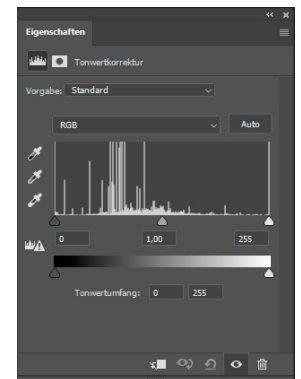 Eigenschaften
Tonwertkorrektur
Vorgabe: Standard
RGB Auto
0 1,00 255
Tonwertumfang: 0 255